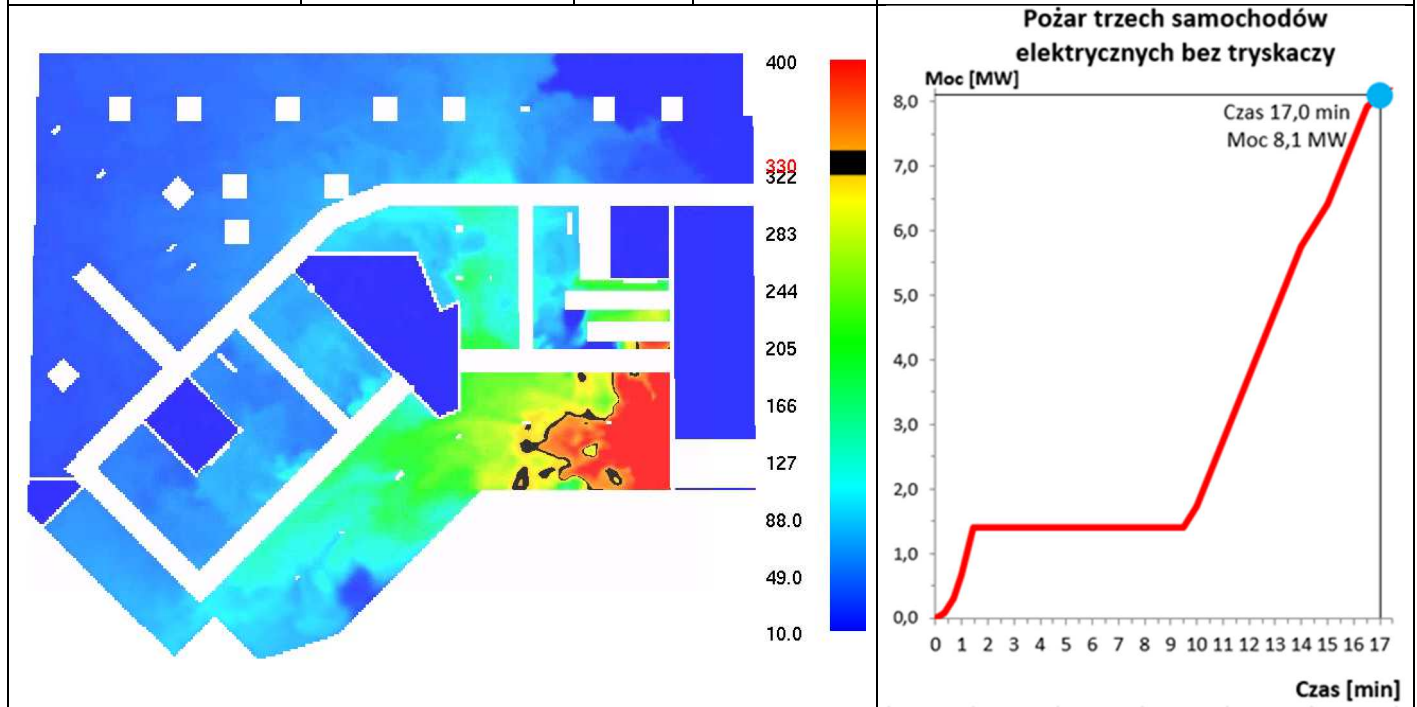 400
330
322
283
244
205
166
127
88.0
49.0
10.0
Pożar trzech samochodów
elektrycznych bez tryskaczy
Moc [MW]
Czas 17,0 min
Moc 8,1 MW
8,0
7,0
6,0
5,0
4,0
3,0
2,0
1,0
0,0
0 1 2 3 4 5 6 7 8 9 10 11 12 13 14 15 16 17
Czas [min]